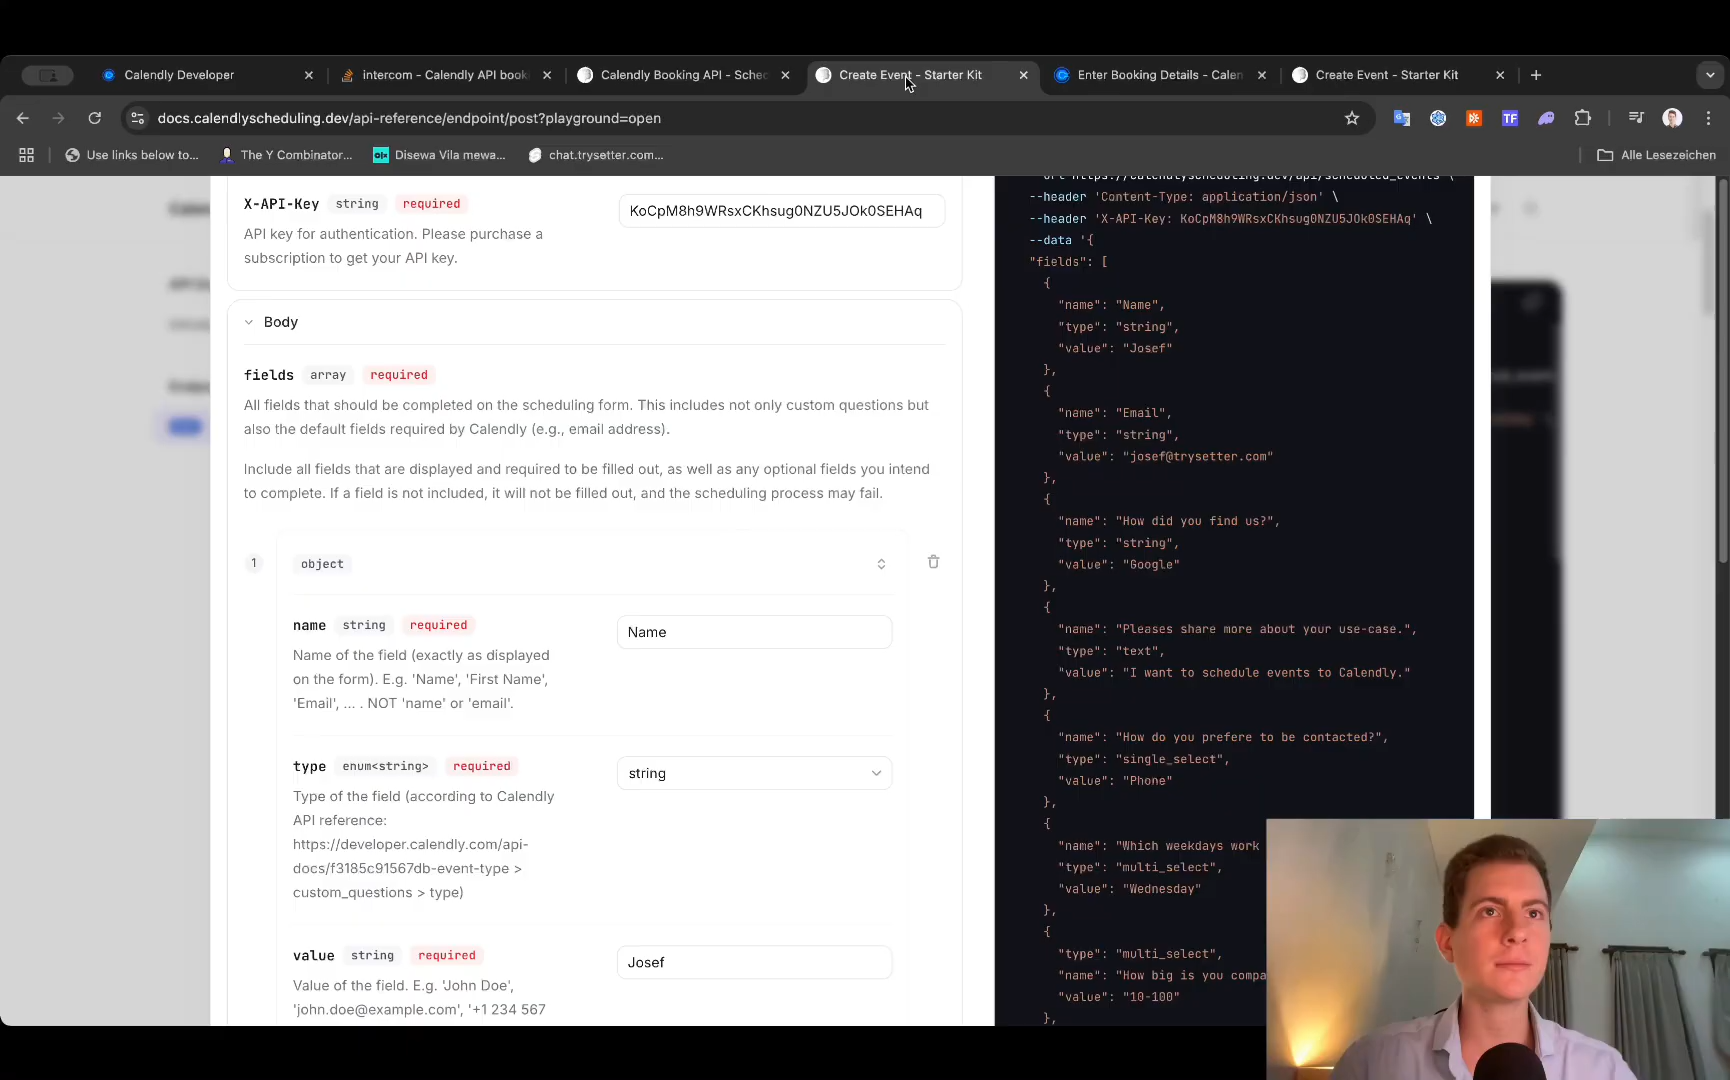 Calendly Developer
intercom - Calendly API book
Calendly Booking API - Sched
Create Event - Starter Kit
Enter Booking Details - Calen
Create Event - Starter Kit
docs.calendlyscheduling.dev/api-reference/endpoint/post?playground=open
Use links below to...
The Y Combinator...
Disewa Vila mewa...
chat.trysetter.com...
Alle Lesezeichen
X-API-Key string required
KoCpM8h9WRsxCKhsug0NZU5JOk0SEHAq
API key for authentication. Please purchase a
subscription to get your API key.
Body
fields array required
All fields that should be completed on the scheduling form. This includes not only custom questions but
also the default fields required by Calendly (e.g., email address).
Include all fields that are displayed and required to be filled out, as well as any optional fields you intend
to complete. If a field is not included, it will not be filled out, and the scheduling process may fail.
1
object
name string required
Name
Name of the field (exactly as displayed
on the form). E.g. 'Name', 'First Name',
'Email', ... . NOT 'name' or 'email'.
type enum<string> required
string
Type of the field (according to Calendly
API reference:
https://developer.calendly.com/api-
docs/f3185c91567db-event-type >
custom_questions > type)
value string required
Josef
Value of the field. E.g. 'John Doe',
'john.doe@example.com', '+1 234 567
--url https://calendlyscheduling.dev/api/scheduled_events \
--header 'Content-Type: application/json' \
--header 'X-API-Key: KoCpM8h9WRsxCKhsug0NZU5JOk0SEHAq' \
--data '{
"fields": [
{
"name": "Name",
"type": "string",
"value": "Josef"
},
{
"name": "Email",
"type": "string",
"value": "josef@trysetter.com"
},
{
"name": "How did you find us?",
"type": "string",
"value": "Google"
},
{
"name": "Pleases share more about your use-case.",
"type": "text",
"value": "I want to schedule events to Calendly."
},
{
"name": "How do you prefere to be contacted?",
"type": "single_select",
"value": "Phone"
},
{
"name": "Which weekdays work
"type": "multi_select",
"value": "Wednesday"
},
{
"type": "multi_select",
"name": "How big is you compa
"value": "10-100"
},